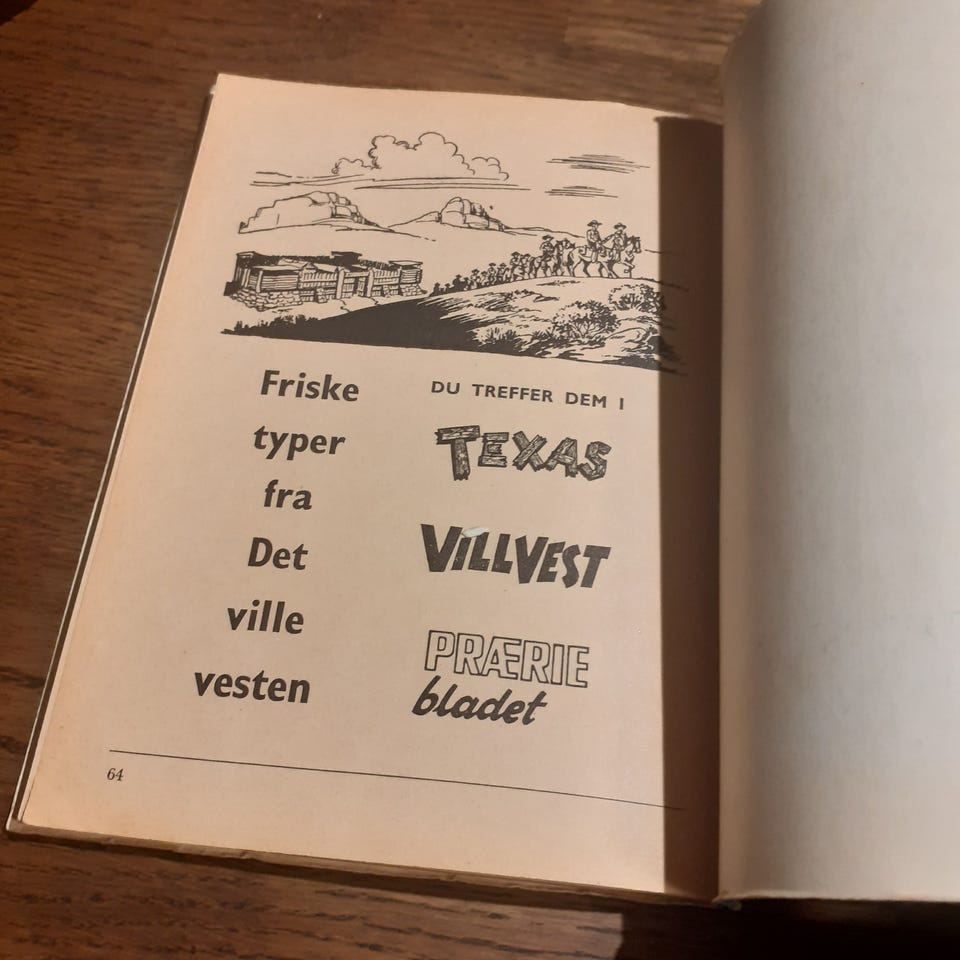 Friske
typer
fra
Det
ville
vesten
DU TREFFER DEM I
TEXAS
VILLVEST
PRÆRIE
bladet
64